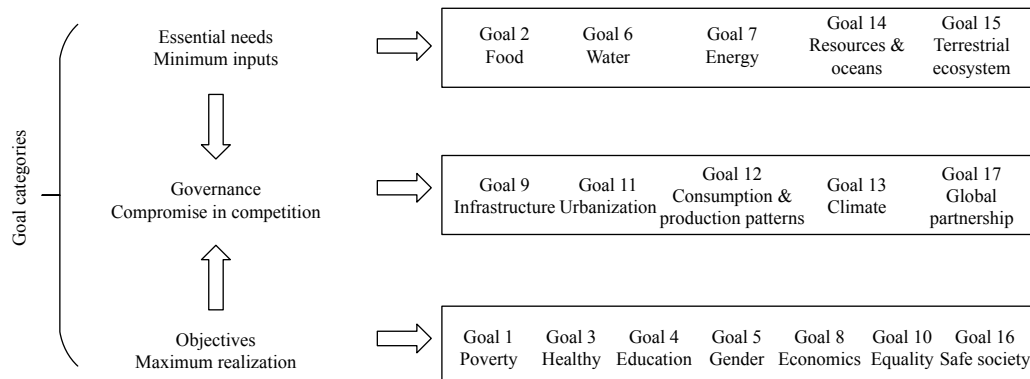 Goal categories
Essential needs
Minimum inputs
Goal 2
Food
Goal 6
Water
Goal 7
Energy
Goal 14
Resources &
oceans
Goal 15
Terrestrial
ecosystem
Governance
Compromise in competition
Goal 9
Infrastructure
Goal 11
Urbanization
Goal 12
Consumption &
production patterns
Goal 13
Climate
Goal 17
Global
partnership
Objectives
Maximum realization
Goal 1
Poverty
Goal 3
Healthy
Goal 4
Education
Goal 5
Gender
Goal 8
Economics
Goal 10
Equality
Goal 16
Safe society